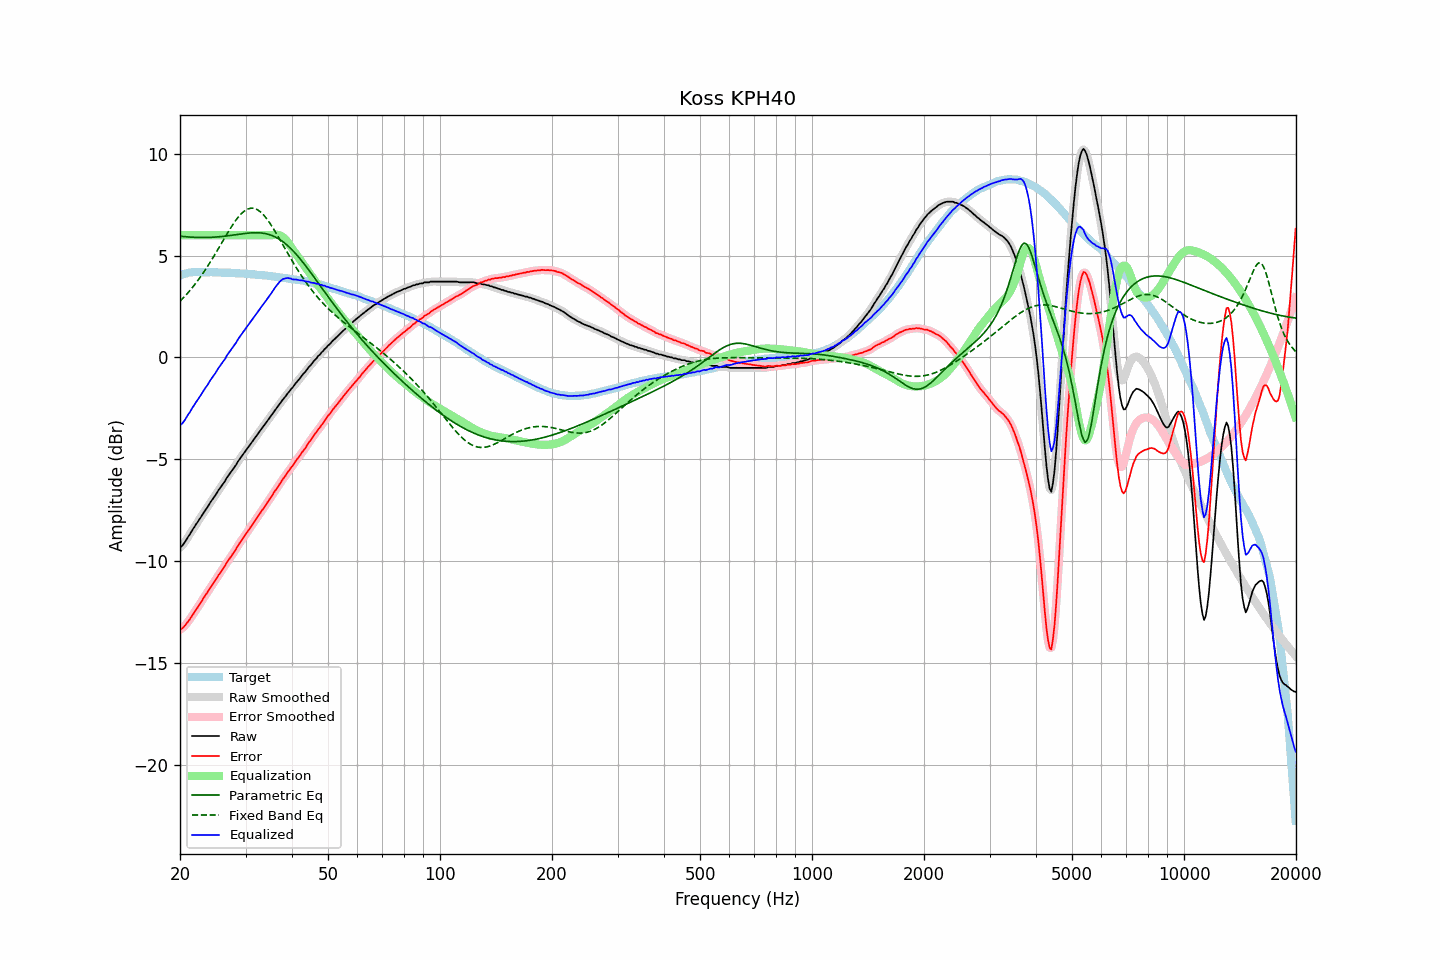 Koss KPH40
Amplitude (dBr)
10
5
0
−5
−10
−15
−20
Target
Raw Smoothed
Error Smoothed
Raw
Error
Equalization
Parametric Eq
Fixed Band Eq
Equalized
20 50 100 200 500 1000 2000 5000 10000 20000
Frequency (Hz)